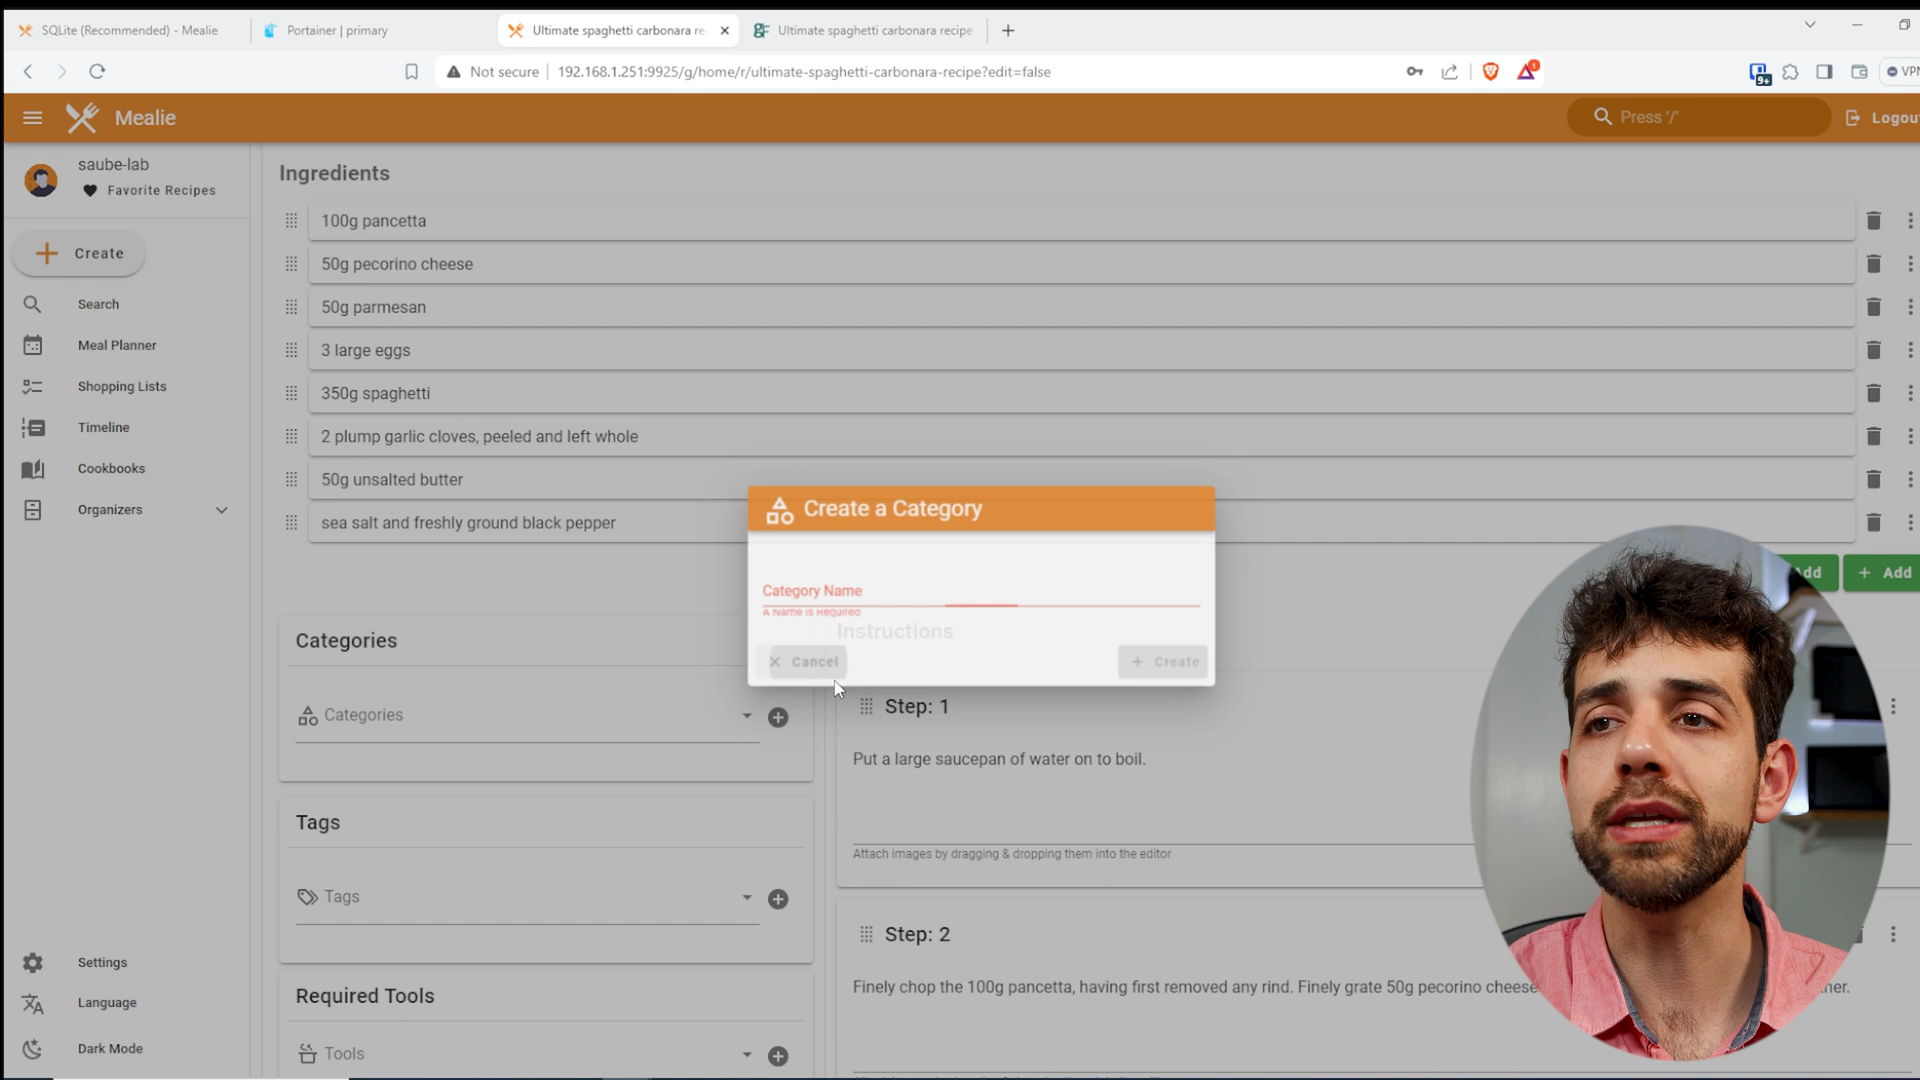 SQLite (Recommended) - Mealie
Portainer | primary
Ultimate spaghetti carbonara re
Ultimate spaghetti carbonara recipe
Not secure
192.168.1.251:9925/g/home/r/ultimate-spaghetti-carbonara-recipe?edit=false
1
9+
VPN
Mealie
Press '/'
Logout
saube-lab
Favorite Recipes
Create
Search
Meal Planner
Shopping Lists
Timeline
Cookbooks
Organizers
Settings
Language
Dark Mode
Ingredients
100g pancetta
50g pecorino cheese
50g parmesan
3 large eggs
350g spaghetti
2 plump garlic cloves, peeled and left whole
50g unsalted butter
sea salt and freshly ground black pepper
Add
+ Add
Create a Category
Category Name
A Name is Required
Cancel
+ Create
Categories
Categories
Tags
Tags
Required Tools
Tools
Instructions
Step: 1
Put a large saucepan of water on to boil.
Attach images by dragging & dropping them into the editor
Step: 2
Finely chop the 100g pancetta, having first removed any rind. Finely grate 50g pecorino cheese